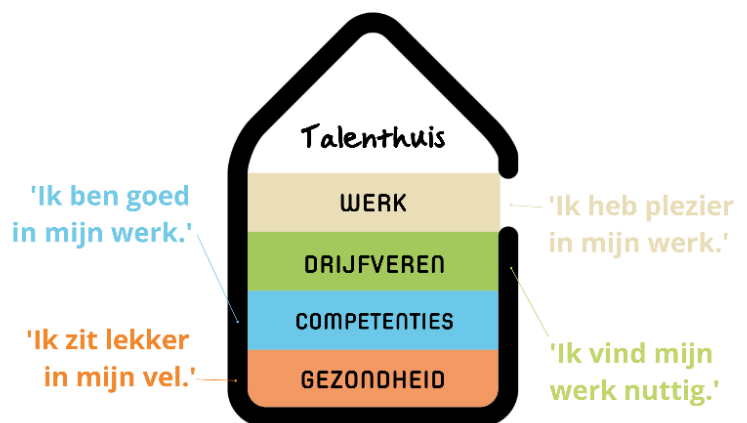 Talenthuis
WERK
DRIJFVEREN
COMPETENTIES
GEZONDHEID
'Ik ben goed
in mijn werk.'
'Ik zit lekker
in mijn vel.'
'Ik heb plezier
in mijn werk.'
'Ik vind mijn
werk nuttig.'